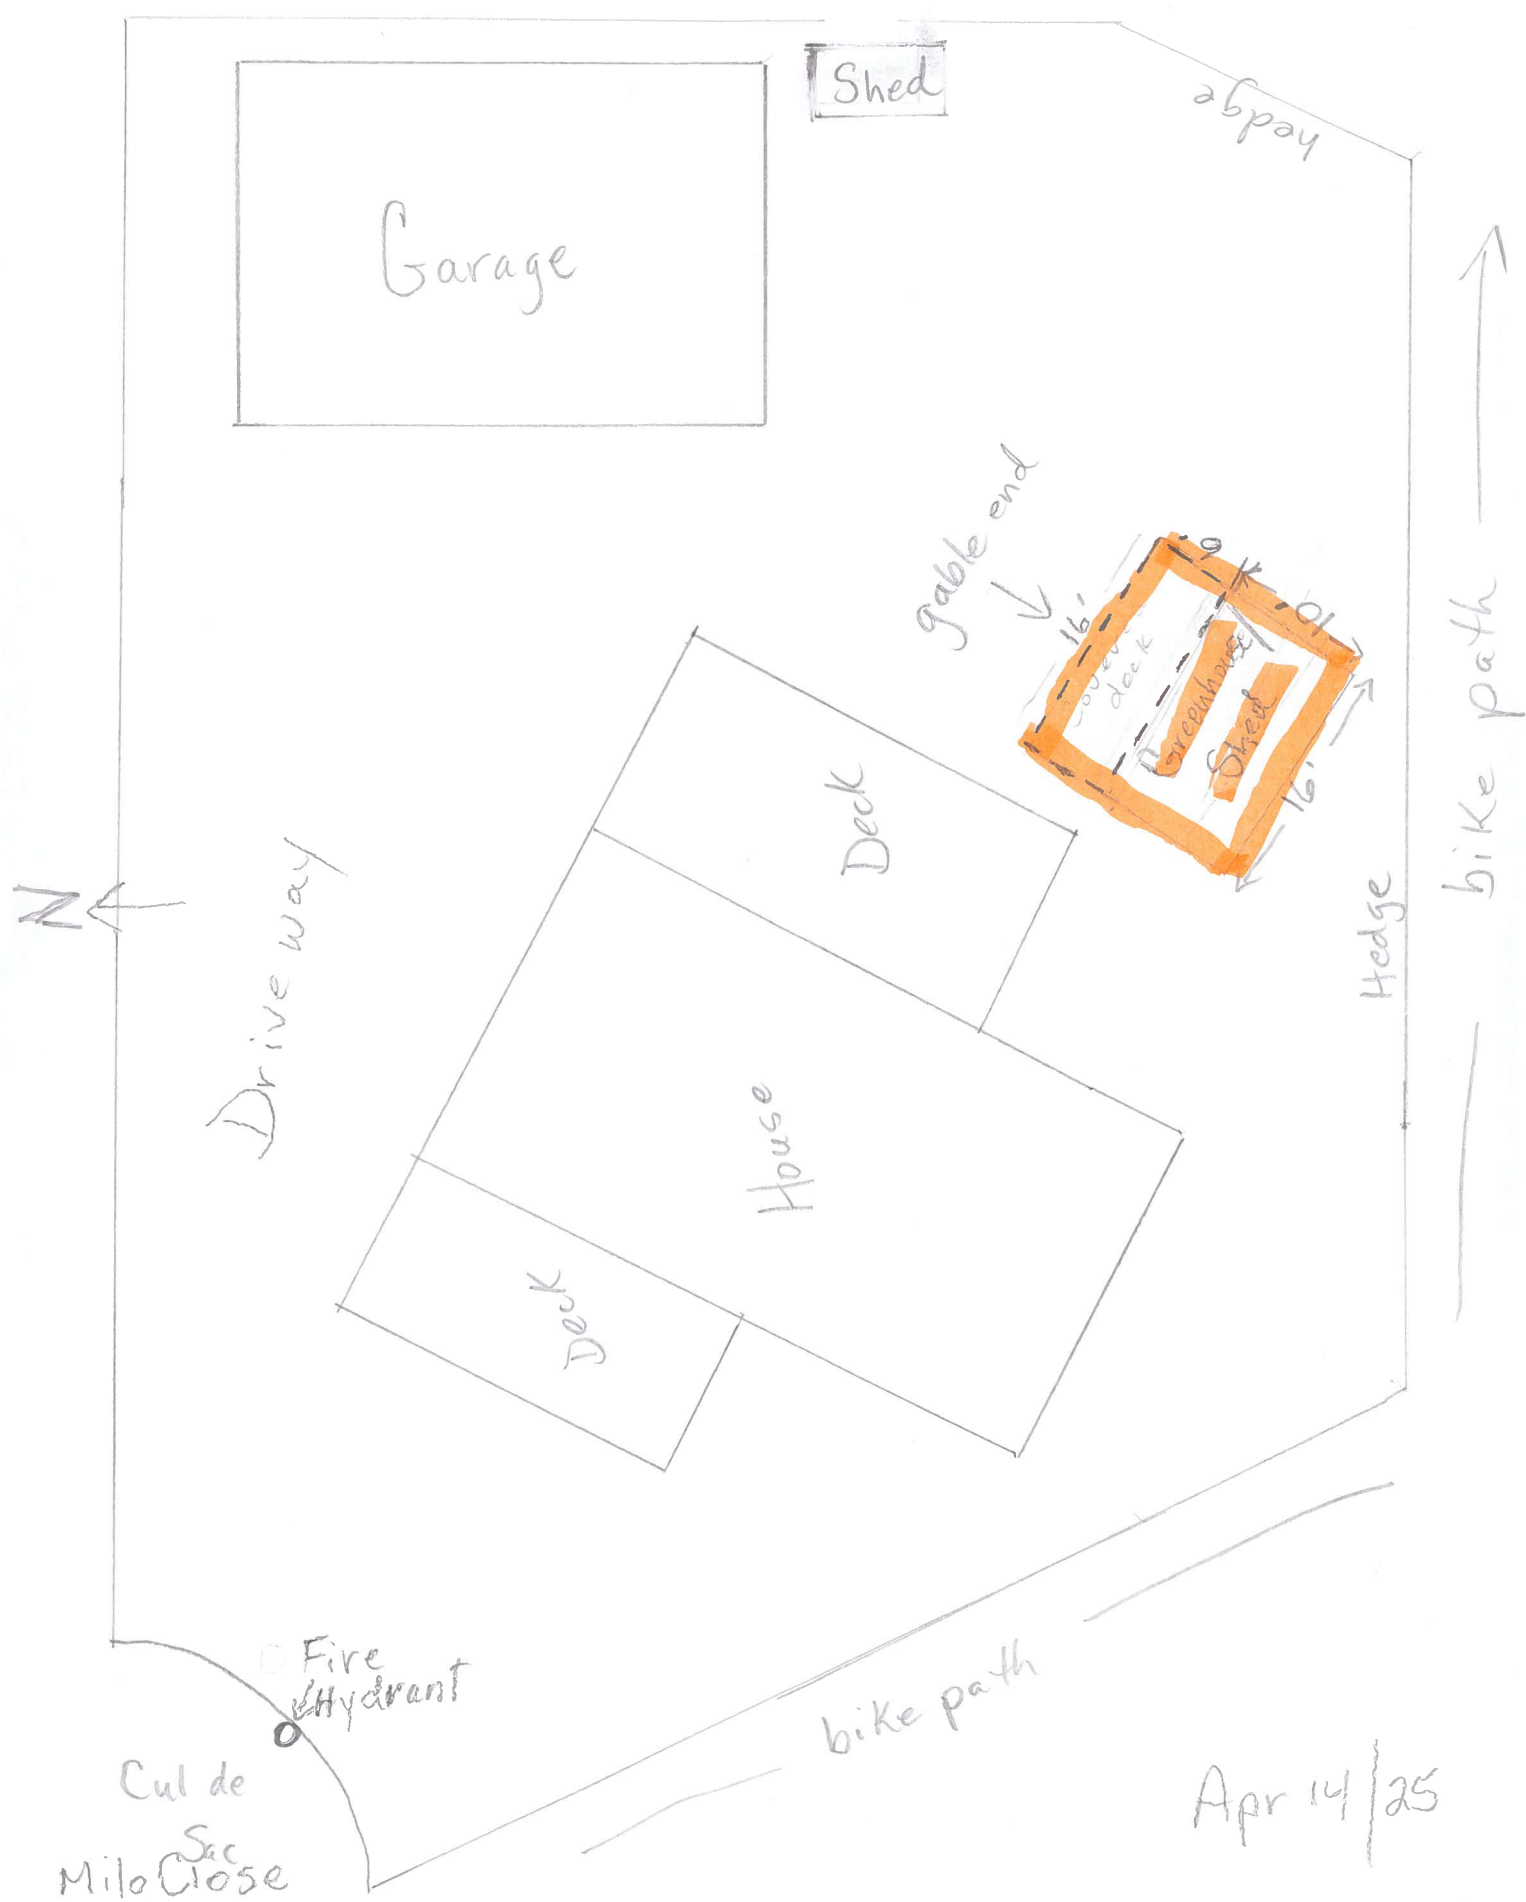 Shed
hedge
Garage
gable end
16'
6'
10'
covered
deck
Greenhouse
Shed
16'
bike path
Hedge
Deck
N
Driveway
House
Deck
Fire
Hydrant
Cul de
Sac
Milo Close
bike path
Apr 14/25